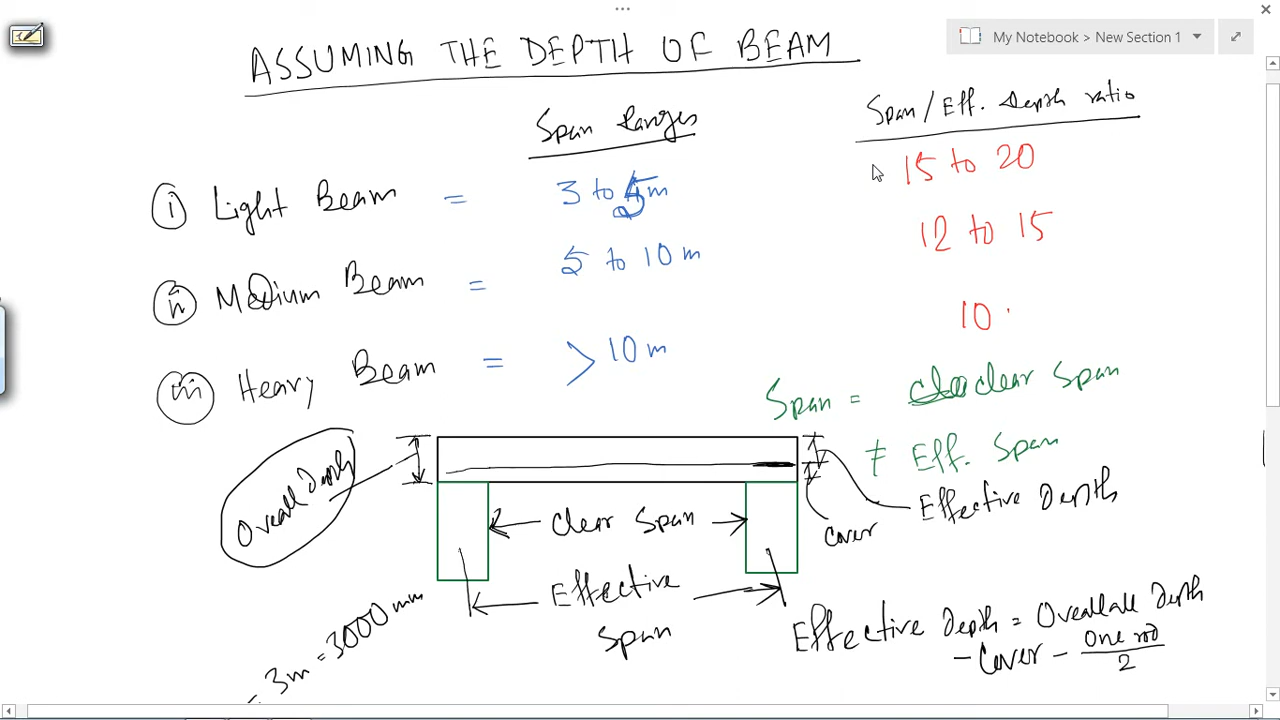 My Notebook > New Section 1
ASSUMING THE DEPTH OF BEAM
Span Ranges
Span / Eff. Depth ratio
i Light Beam = 3 to 5m
15 to 20
ii Medium Beam = 5 to 10 m
12 to 15
iii Heavy Beam = > 10 m
10
Span = clear Span
≠ Eff. Span
Overall depth
Effective Depth
Cover
Clear Span
Effective
Span
= 3m = 3000 mm
Effective Depth = Oveallall Depth
- Cover - One rod
2